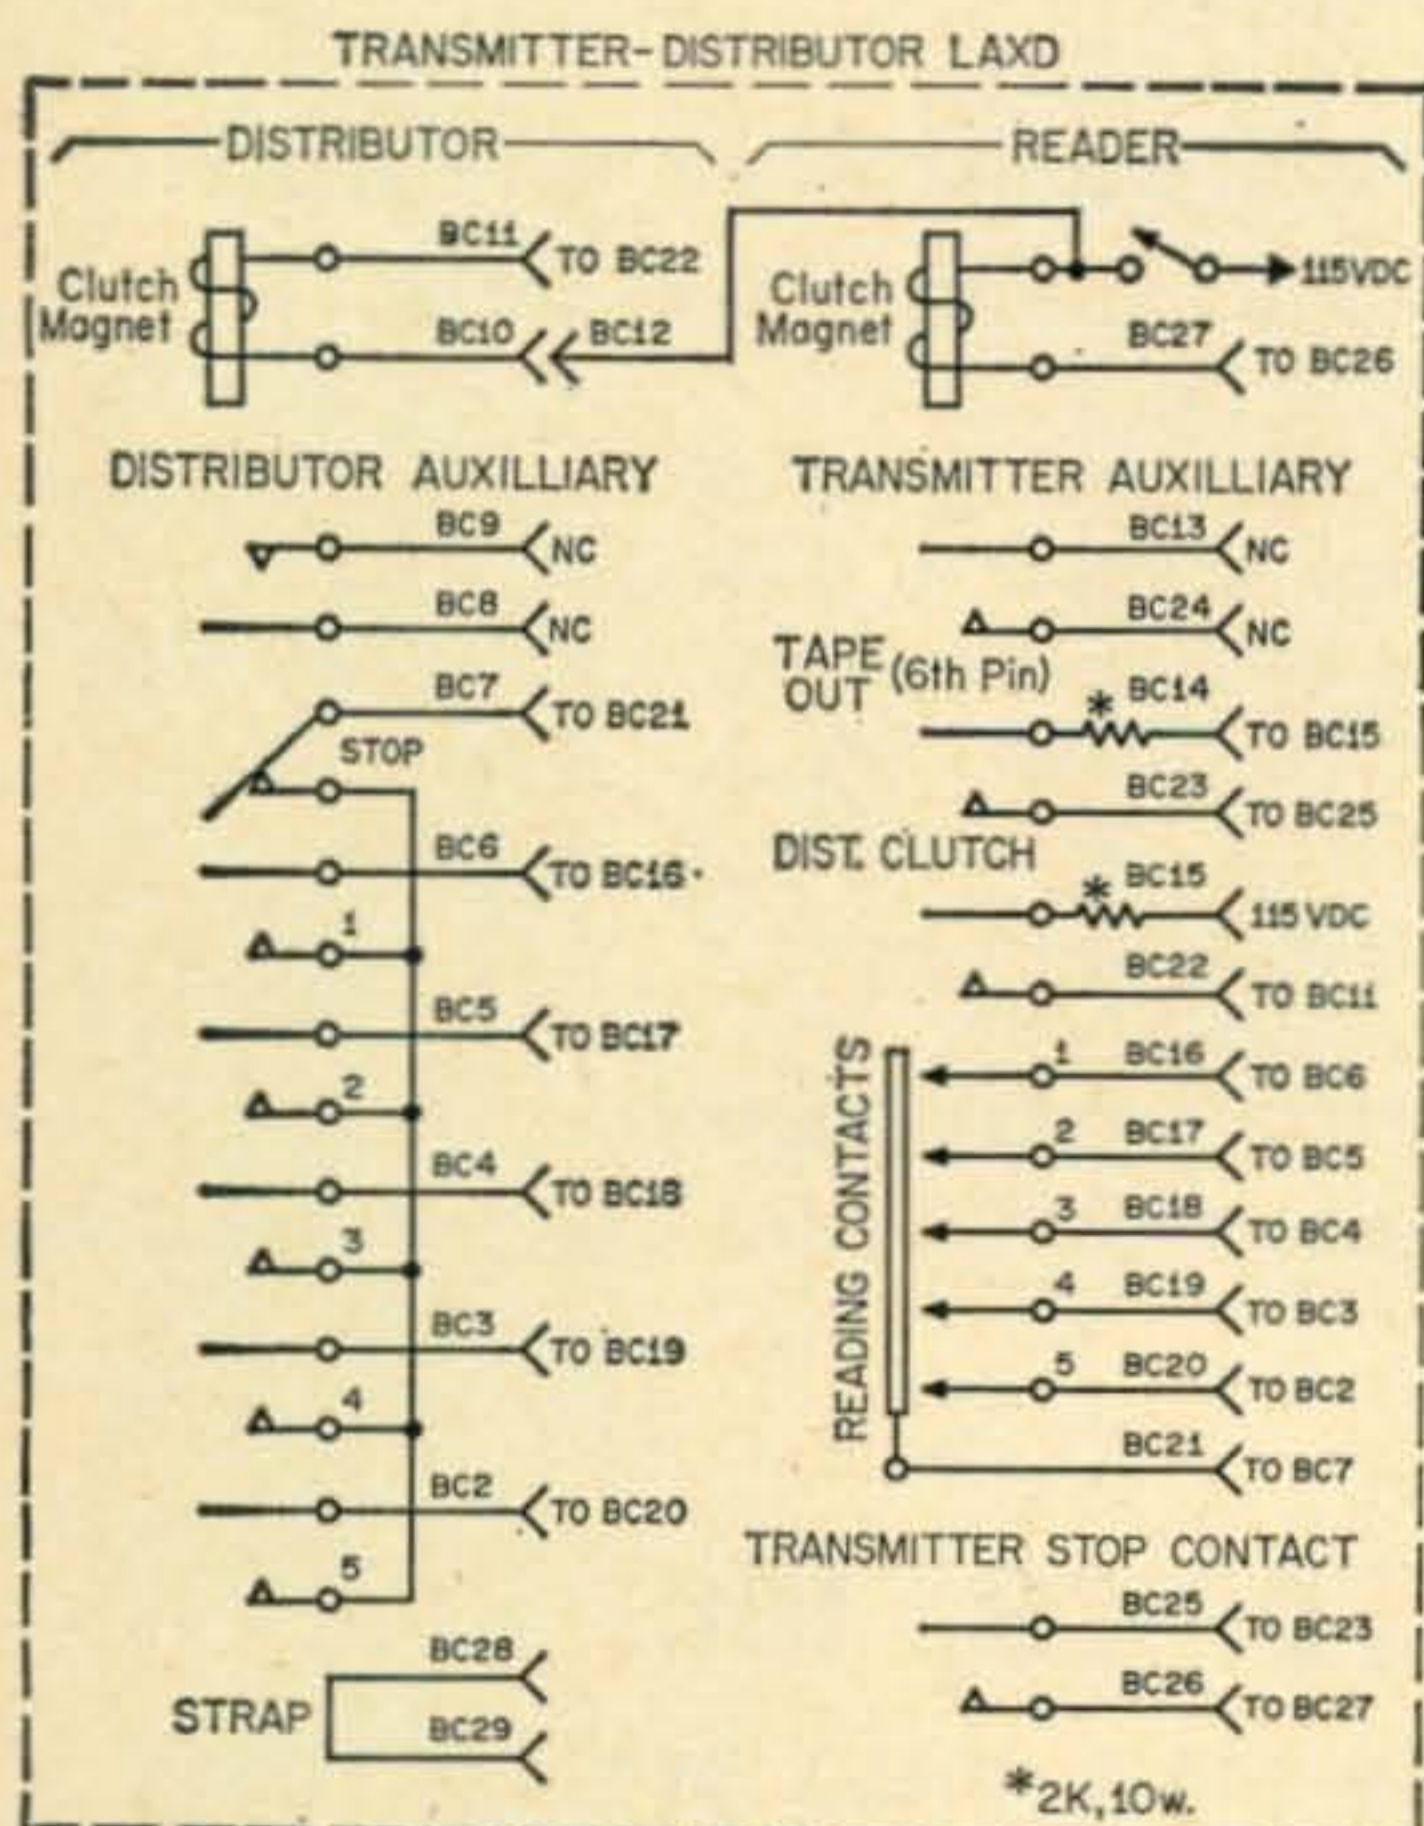 TRANSMITTER-DISTRIBUTOR LAXD
DISTRIBUTOR
Clutch
Magnet
BC11
TO BC22
BC10
BC12
DISTRIBUTOR AUXILLIARY
BC9
NC
BC8
NC
BC7
TO BC21
STOP
BC6
TO BC16
1
BC5
TO BC17
2
BC4
TO BC18
3
BC3
TO BC19
4
BC2
TO BC20
5
STRAP
BC28
BC29
READER
Clutch
Magnet
115VDC
BC27
TO BC26
TRANSMITTER AUXILLIARY
BC13
NC
BC24
NC
TAPE
OUT
(6th Pin)
*
BC14
TO BC15
BC23
TO BC25
DIST. CLUTCH
*
BC15
115 VDC
BC22
TO BC11
READING CONTACTS
1 BC16 TO BC6
2 BC17 TO BC5
3 BC18 TO BC4
4 BC19 TO BC3
5 BC20 TO BC2
BC21 TO BC7
TRANSMITTER STOP CONTACT
BC25
TO BC23
BC26
TO BC27
*2K,10w.